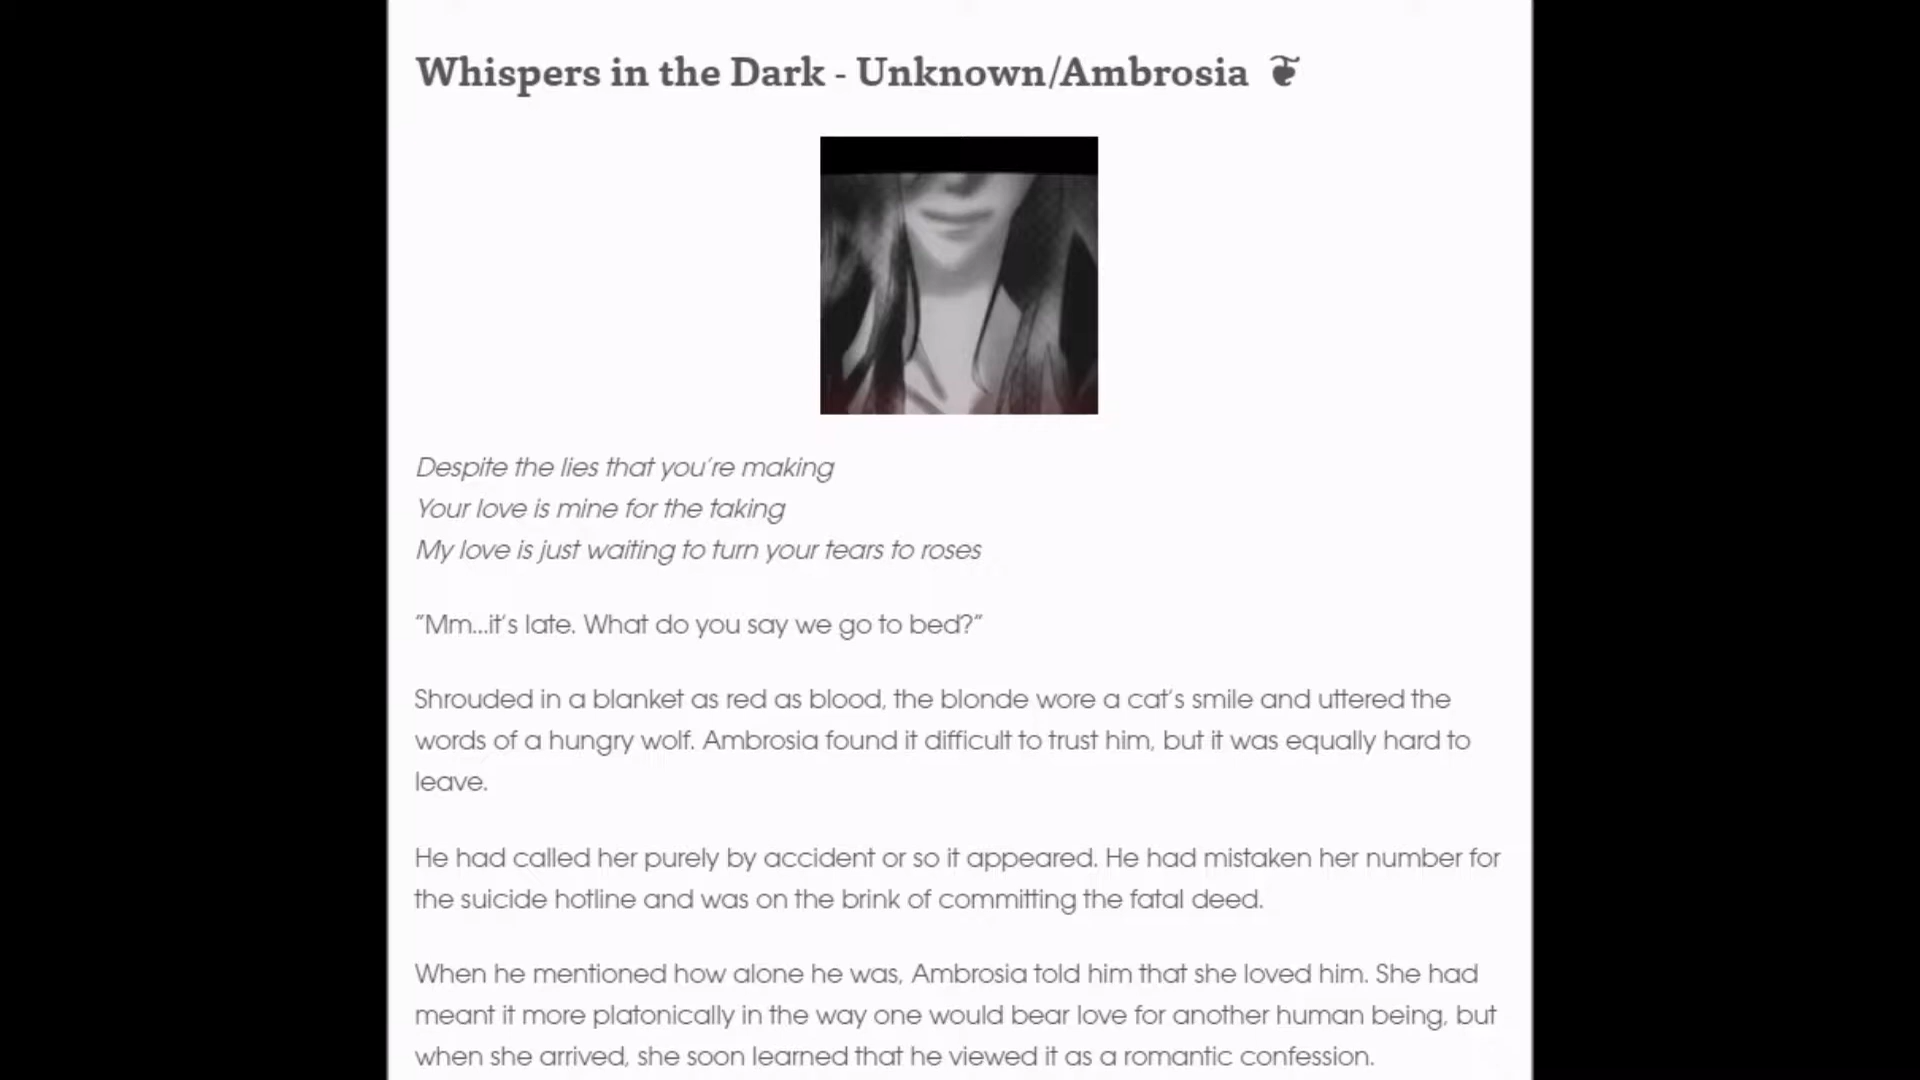 Whispers in the Dark - Unknown/Ambrosia ❦
Despite the lies that you're making
Your love is mine for the taking
My love is just waiting to turn your tears to roses
"Mm...it's late. What do you say we go to bed?"
Shrouded in a blanket as red as blood, the blonde wore a cat's smile and uttered the
words of a hungry wolf. Ambrosia found it difficult to trust him, but it was equally hard to
leave.
He had called her purely by accident or so it appeared. He had mistaken her number for
the suicide hotline and was on the brink of committing the fatal deed.
When he mentioned how alone he was, Ambrosia told him that she loved him. She had
meant it more platonically in the way one would bear love for another human being, but
when she arrived, she soon learned that he viewed it as a romantic confession.